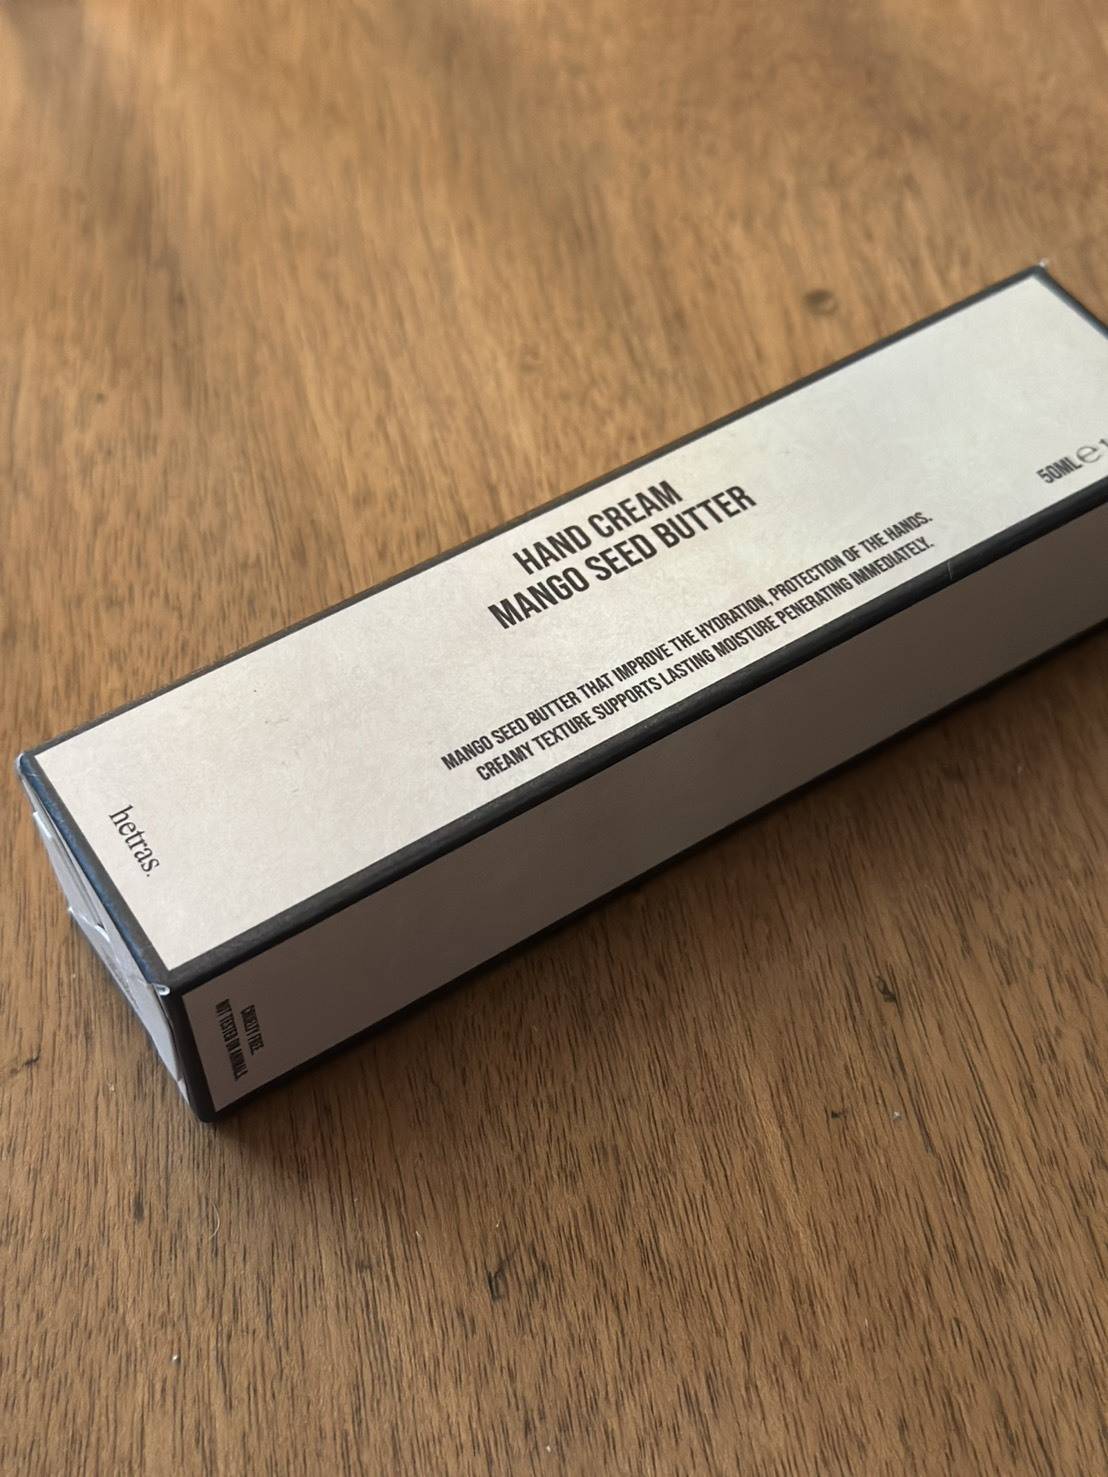 HAND CREAM
MANGO SEED BUTTER
MANGO SEED BUTTER THAT IMPROVE THE HYDRATION, PROTECTION OF THE HANDS.
CREAMY TEXTURE SUPPORTS LASTING MOISTURE PENERATING IMMEDIATELY.
50ML ℮
hetras.
CRUELTY FREE.
NOT TESTED ON ANIMALS.